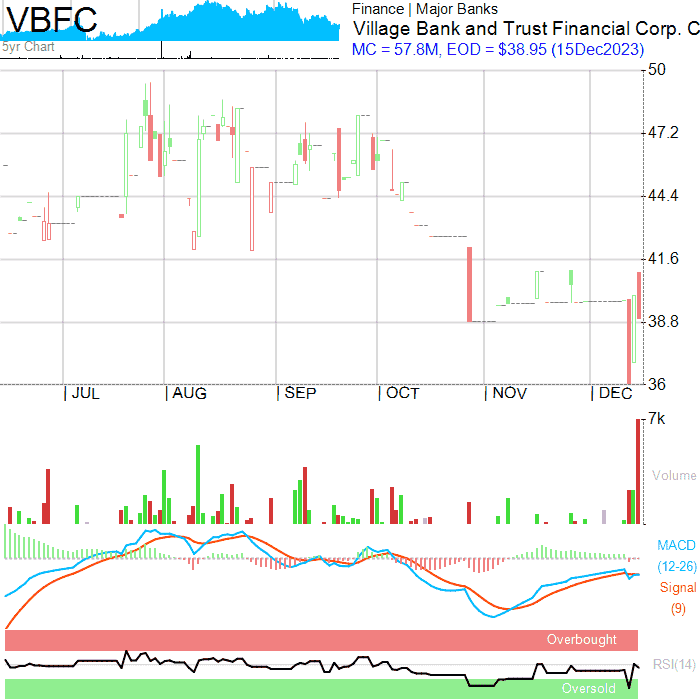 VBFC
5yr Chart
Finance | Major Banks
Village Bank and Trust Financial Corp. C
MC = 57.8M, EOD = $38.95 (15Dec2023)
50
47.2
44.4
41.6
38.8
36
JUL AUG SEP OCT NOV DEC
7k
Volume
MACD
(12-26)
Signal
(9)
Overbought
RSI(14)
Oversold